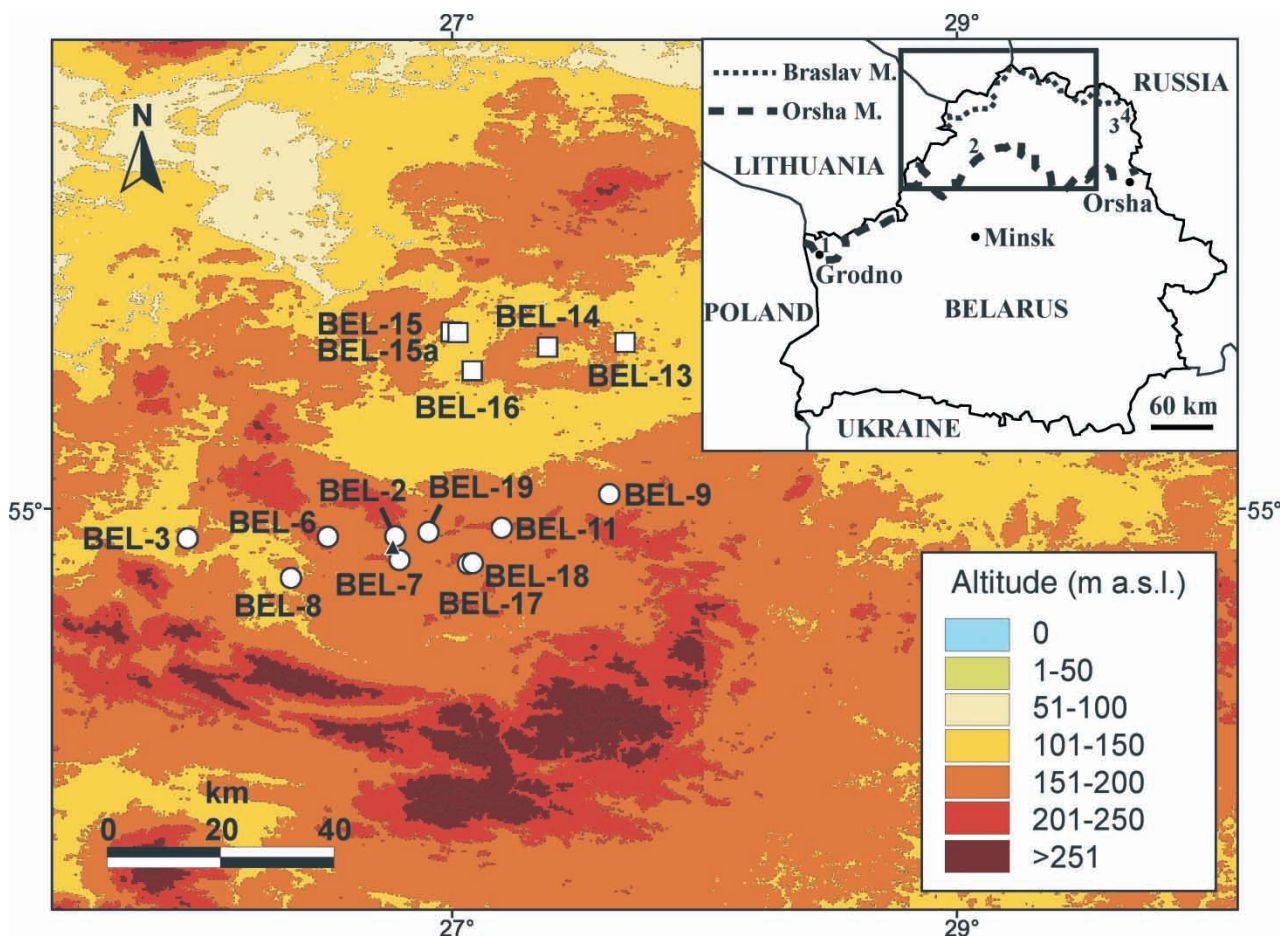 27°
29°
N
Braslav M.
Orsha M.
RUSSIA
LITHUANIA
1
2
3
4
Orsha
Minsk
Grodno
POLAND
BELARUS
UKRAINE
60 km
BEL-15
BEL-15a
BEL-14
BEL-13
BEL-16
55°
55°
BEL-2
BEL-19
BEL-9
BEL-3
BEL-6
BEL-11
BEL-8
BEL-7
BEL-18
BEL-17
km
0 20 40
Altitude (m a.s.l.)
0
1-50
51-100
101-150
151-200
201-250
>251
27°
29°